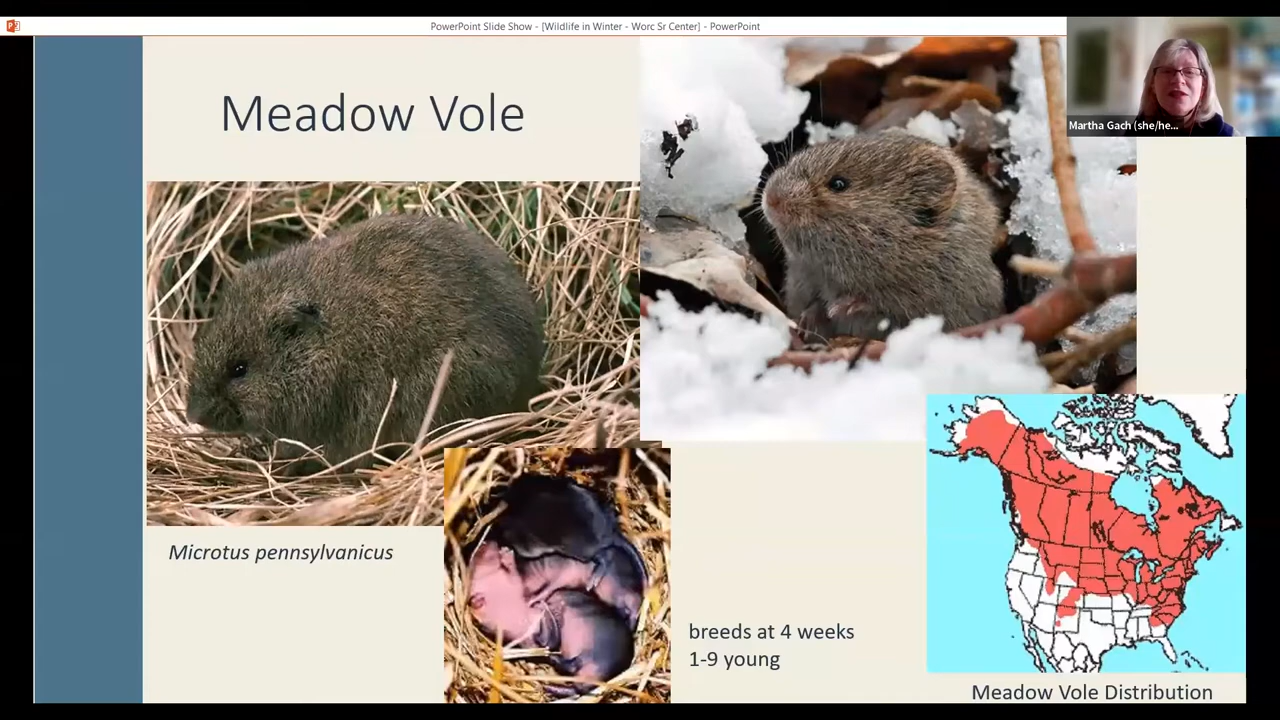 PowerPoint Slide Show - [Wildlife in Winter - Worc Sr Center] - PowerPoint
Martha Gach (she/he...
Meadow Vole
Microtus pennsylvanicus
breeds at 4 weeks
1-9 young
Meadow Vole Distribution